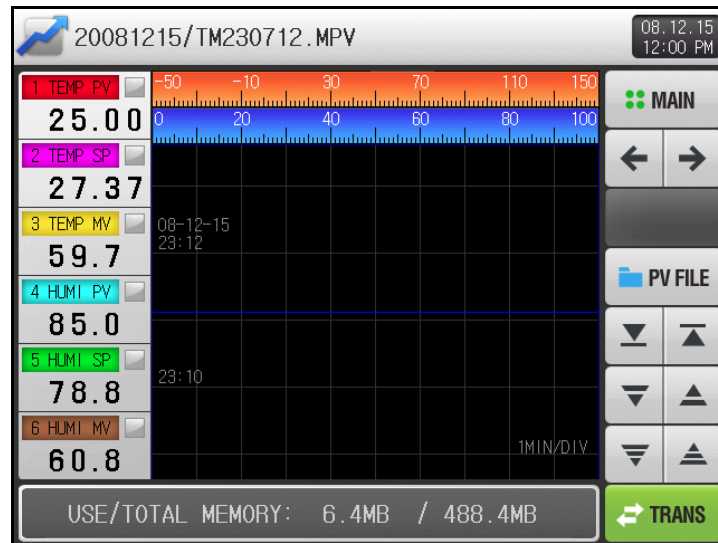 20081215/TM230712.MPV
08.12.15
12:00 PM
1 TEMP PV
25.00
2 TEMP SP
27.37
3 TEMP MV
59.7
4 HUMI PV
85.0
5 HUMI SP
78.8
6 HUMI MV
60.8
-50 -10 30 70 110 150
0 20 40 60 80 100
08-12-15
23:12
23:10
1MIN/DIV
MAIN
PV FILE
TRANS
USE/TOTAL MEMORY: 6.4MB / 488.4MB